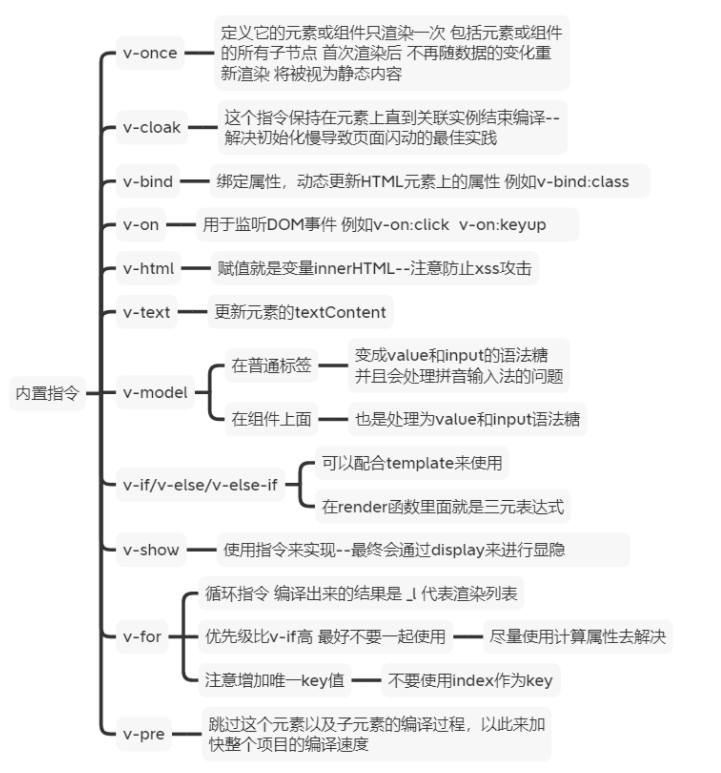 内置指令
v-once
定义它的元素或组件只渲染一次 包括元素或组件
的所有子节点 首次渲染后 不再随数据的变化重
新渲染 将被视为静态内容
v-cloak
这个指令保持在元素上直到关联实例结束编译--
解决初始化慢导致页面闪动的最佳实践
v-bind
绑定属性，动态更新HTML元素上的属性 例如v-bind:class
v-on
用于监听DOM事件 例如v-on:click v-on:keyup
v-html
赋值就是变量innerHTML--注意防止xss攻击
v-text
更新元素的textContent
v-model
在普通标签
变成value和input的语法糖
并且会处理拼音输入法的问题
在组件上面
也是处理为value和input语法糖
v-if/v-else/v-else-if
可以配合template来使用
在render函数里面就是三元表达式
v-show
使用指令来实现--最终会通过display来进行显隐
v-for
循环指令 编译出来的结果是 _l 代表渲染列表
优先级比v-if高 最好不要一起使用
尽量使用计算属性去解决
注意增加唯一key值
不要使用index作为key
v-pre
跳过这个元素以及子元素的编译过程，以此来加
快整个项目的编译速度